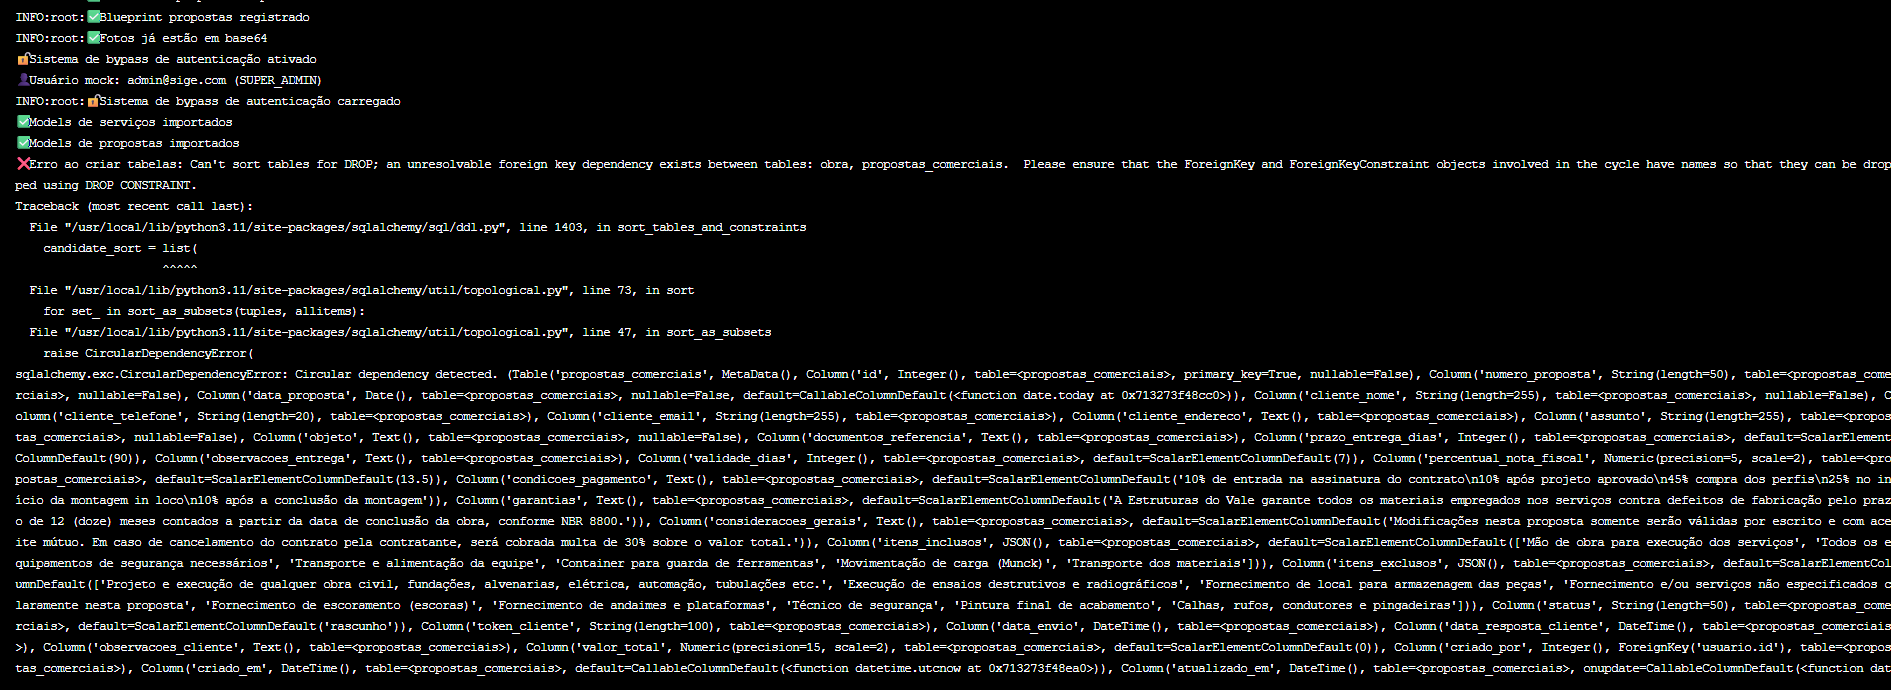 INFO:root:✅Blueprint propostas registrado
INFO:root:✅Fotos já estão em base64
🔓Sistema de bypass de autenticação ativado
👤Usuário mock: admin@sige.com (SUPER_ADMIN)
INFO:root:🔓Sistema de bypass de autenticação carregado
✅Models de serviços importados
✅Models de propostas importados
❌Erro ao criar tabelas: Can't sort tables for DROP; an unresolvable foreign key dependency exists between tables: obra, propostas_comerciais.  Please ensure that the ForeignKey and ForeignKeyConstraint objects involved in the cycle have names so that they can be drop
ped using DROP CONSTRAINT.
Traceback (most recent call last):
  File "/usr/local/lib/python3.11/site-packages/sqlalchemy/sql/ddl.py", line 1403, in sort_tables_and_constraints
    candidate_sort = list(
                     ^^^^^
  File "/usr/local/lib/python3.11/site-packages/sqlalchemy/util/topological.py", line 73, in sort
    for set_ in sort_as_subsets(tuples, allitems):
  File "/usr/local/lib/python3.11/site-packages/sqlalchemy/util/topological.py", line 47, in sort_as_subsets
    raise CircularDependencyError(
sqlalchemy.exc.CircularDependencyError: Circular dependency detected. (Table('propostas_comerciais', MetaData(), Column('id', Integer(), table=<propostas_comerciais>, primary_key=True, nullable=False), Column('numero_proposta', String(length=50), table=<propostas_come
rciais>, nullable=False), Column('data_proposta', Date(), table=<propostas_comerciais>, nullable=False, default=CallableColumnDefault(<function date.today at 0x713273f48cc0>)), Column('cliente_nome', String(length=255), table=<propostas_comerciais>, nullable=False), C
olumn('cliente_telefone', String(length=20), table=<propostas_comerciais>), Column('cliente_email', String(length=255), table=<propostas_comerciais>), Column('cliente_endereco', Text(), table=<propostas_comerciais>), Column('assunto', String(length=255), table=<propos
tas_comerciais>, nullable=False), Column('objeto', Text(), table=<propostas_comerciais>, nullable=False), Column('documentos_referencia', Text(), table=<propostas_comerciais>), Column('prazo_entrega_dias', Integer(), table=<propostas_comerciais>, default=ScalarElement
ColumnDefault(90)), Column('observacoes_entrega', Text(), table=<propostas_comerciais>), Column('validade_dias', Integer(), table=<propostas_comerciais>, default=ScalarElementColumnDefault(7)), Column('percentual_nota_fiscal', Numeric(precision=5, scale=2), table=<pro
postas_comerciais>, default=ScalarElementColumnDefault(13.5)), Column('condicoes_pagamento', Text(), table=<propostas_comerciais>, default=ScalarElementColumnDefault('10% de entrada na assinatura do contrato\n10% após projeto aprovado\n45% compra dos perfis\n25% no in
ício da montagem in loco\n10% após a conclusão da montagem')), Column('garantias', Text(), table=<propostas_comerciais>, default=ScalarElementColumnDefault('A Estruturas do Vale garante todos os materiais empregados nos serviços contra defeitos de fabricação pelo praz
o de 12 (doze) meses contados a partir da data de conclusão da obra, conforme NBR 8800.')), Column('consideracoes_gerais', Text(), table=<propostas_comerciais>, default=ScalarElementColumnDefault('Modificações nesta proposta somente serão válidas por escrito e com ace
ite mútuo. Em caso de cancelamento do contrato pela contratante, será cobrada multa de 30% sobre o valor total.')), Column('itens_inclusos', JSON(), table=<propostas_comerciais>, default=ScalarElementColumnDefault(['Mão de obra para execução dos serviços', 'Todos os e
quipamentos de segurança necessários', 'Transporte e alimentação da equipe', 'Container para guarda de ferramentas', 'Movimentação de carga (Munck)', 'Transporte dos materiais'])), Column('itens_exclusos', JSON(), table=<propostas_comerciais>, default=ScalarElementCol
umnDefault(['Projeto e execução de qualquer obra civil, fundações, alvenarias, elétrica, automação, tubulações etc.', 'Execução de ensaios destrutivos e radiográficos', 'Fornecimento de local para armazenagem das peças', 'Fornecimento e/ou serviços não especificados c
laramente nesta proposta', 'Fornecimento de escoramento (escoras)', 'Fornecimento de andaimes e plataformas', 'Técnico de segurança', 'Pintura final de acabamento', 'Calhas, rufos, condutores e pingadeiras'])), Column('status', String(length=50), table=<propostas_come
rciais>, default=ScalarElementColumnDefault('rascunho')), Column('token_cliente', String(length=100), table=<propostas_comerciais>), Column('data_envio', DateTime(), table=<propostas_comerciais>), Column('data_resposta_cliente', DateTime(), table=<propostas_comerciais
>), Column('observacoes_cliente', Text(), table=<propostas_comerciais>), Column('valor_total', Numeric(precision=15, scale=2), table=<propostas_comerciais>, default=ScalarElementColumnDefault(0)), Column('criado_por', Integer(), ForeignKey('usuario.id'), table=<propos
tas_comerciais>), Column('criado_em', DateTime(), table=<propostas_comerciais>, default=CallableColumnDefault(<function datetime.utcnow at 0x713273f48ea0>)), Column('atualizado_em', DateTime(), table=<propostas_comerciais>, onupdate=CallableColumnDefault(<function dat